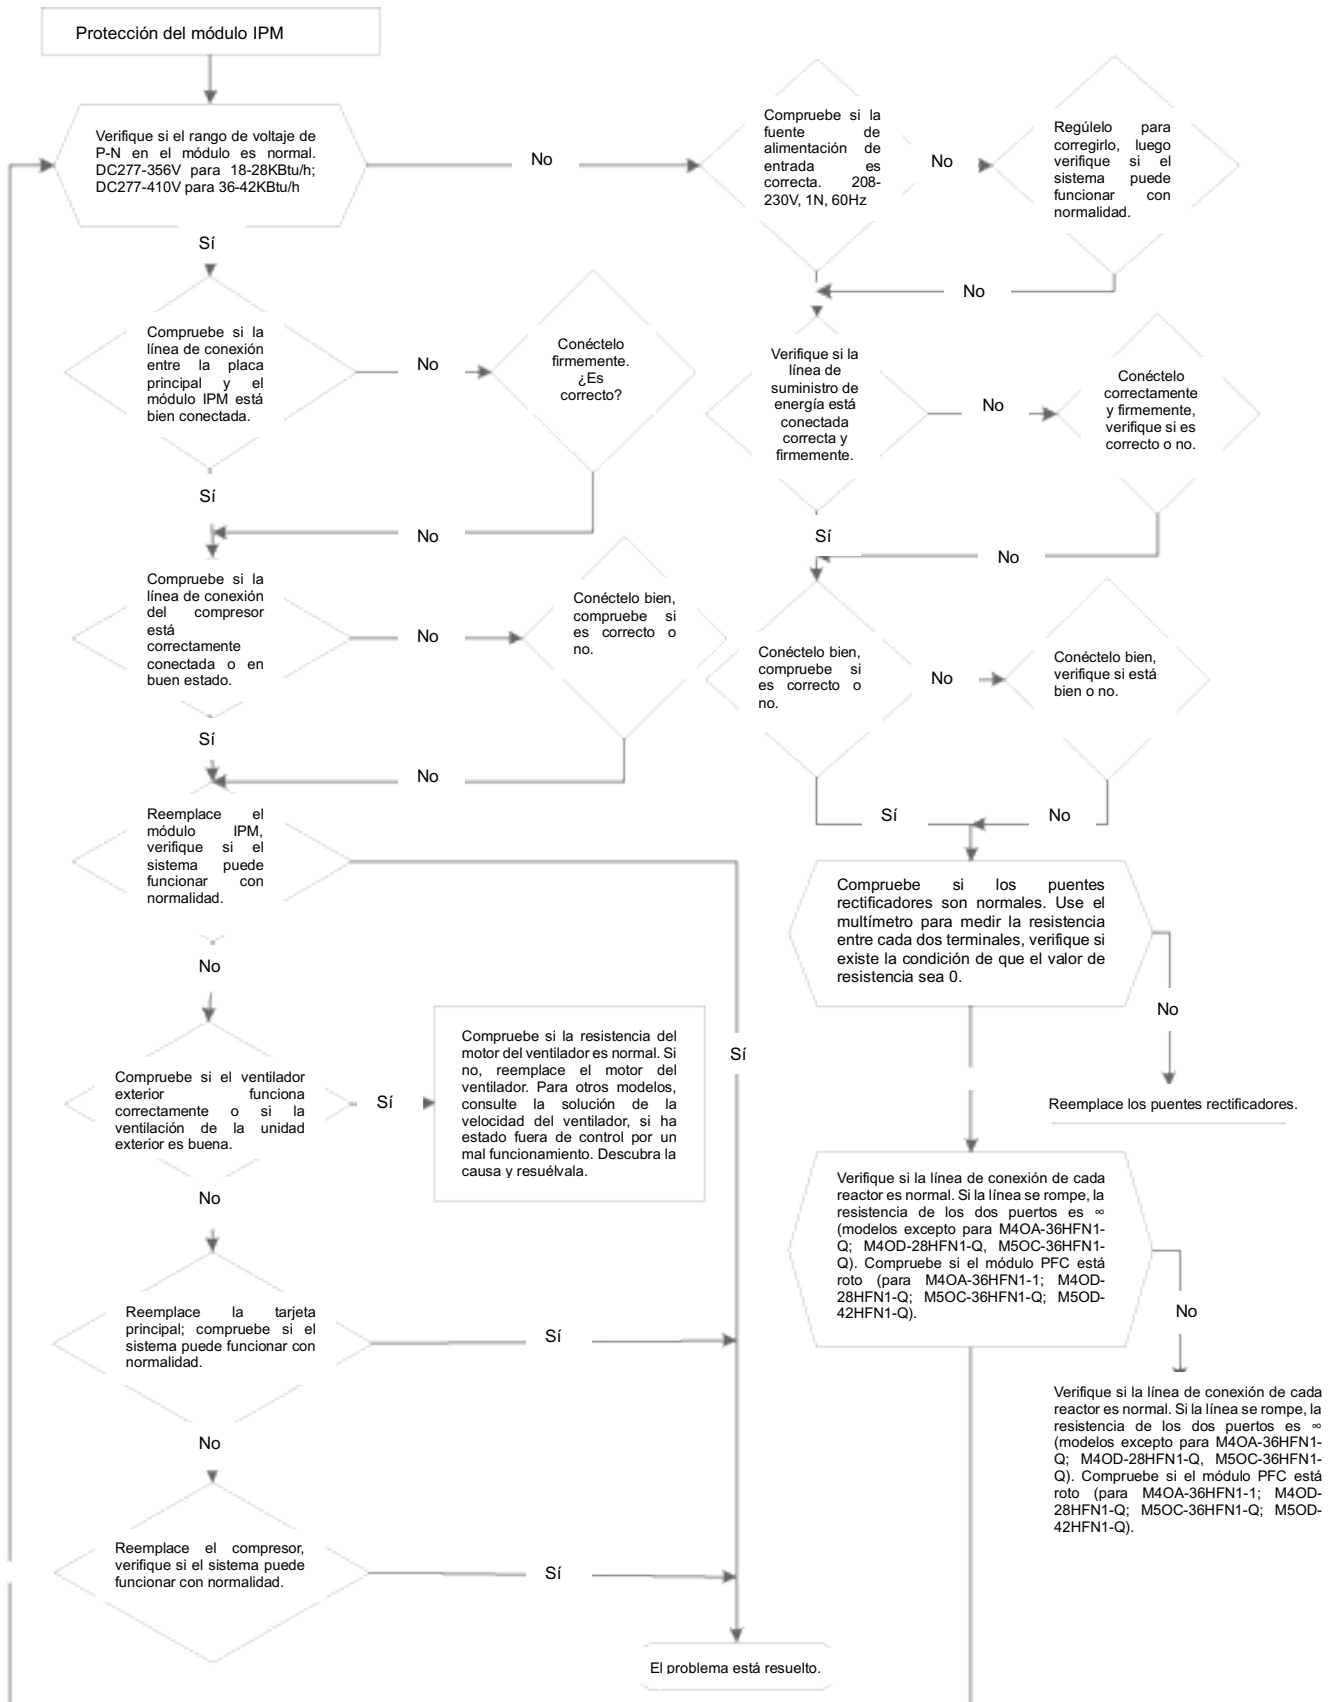 Protección del módulo IPM
Verifique si el rango de voltaje de
P-N en el módulo es normal.
DC277-356V para 18-28KBtu/h;
DC277-410V para 36-42KBtu/h
No
Compruebe si la
fuente de
alimentación de
entrada es
correcta. 208-
230V, 1N, 60Hz
No
Regúlelo para
corregirlo, luego
verifique si el
sistema puede
funcionar con
normalidad.
Sí
No
Compruebe si la
línea de conexión
entre la placa
principal y el
módulo IPM está
bien conectada.
No
Conéctelo
firmemente.
¿Es
correcto?
Verifique si la
línea de
suministro de
energía está
conectada
correcta y
firmemente.
No
Conéctelo
correctamente
y firmemente,
verifique si es
correcto o no.
Sí
No
Sí
No
Compruebe si la
línea de conexión
del compresor
está
correctamente
conectada o en
buen estado.
No
Conéctelo bien,
compruebe si
es correcto o
no.
Conéctelo bien,
compruebe si
es correcto o
no.
No
Conéctelo bien,
verifique si está
bien o no.
Sí
No
Sí
No
Reemplace el
módulo IPM,
verifique si el
sistema puede
funcionar con
normalidad.
Compruebe si los puentes
rectificadores son normales. Use el
multímetro para medir la resistencia
entre cada dos terminales, verifique si
existe la condición de que el valor de
resistencia sea 0.
No
No
Compruebe si el ventilador
exterior funciona
correctamente o si la
ventilación de la unidad
exterior es buena.
Sí
Compruebe si la resistencia del
motor del ventilador es normal. Si
no, reemplace el motor del
ventilador. Para otros modelos,
consulte la solución de la
velocidad del ventilador, si ha
estado fuera de control por un
mal funcionamiento. Descubra la
causa y resuélvala.
Sí
Reemplace los puentes rectificadores.
No
Verifique si la línea de conexión de cada
reactor es normal. Si la línea se rompe, la
resistencia de los dos puertos es ∞
(modelos excepto para M4OA-36HFN1-
Q; M4OD-28HFN1-Q, M5OC-36HFN1-
Q). Compruebe si el módulo PFC está
roto (para M4OA-36HFN1-1; M4OD-
28HFN1-Q; M5OC-36HFN1-Q; M5OD-
42HFN1-Q).
No
Reemplace la tarjeta
principal; compruebe si el
sistema puede funcionar con
normalidad.
Sí
No
Verifique si la línea de conexión de cada
reactor es normal. Si la línea se rompe, la
resistencia de los dos puertos es ∞
(modelos excepto para M4OA-36HFN1-
Q; M4OD-28HFN1-Q, M5OC-36HFN1-
Q). Compruebe si el módulo PFC está
roto (para M4OA-36HFN1-1; M4OD-
28HFN1-Q; M5OC-36HFN1-Q; M5OD-
42HFN1-Q).
Reemplace el compresor,
verifique si el sistema puede
funcionar con normalidad.
Sí
El problema está resuelto.